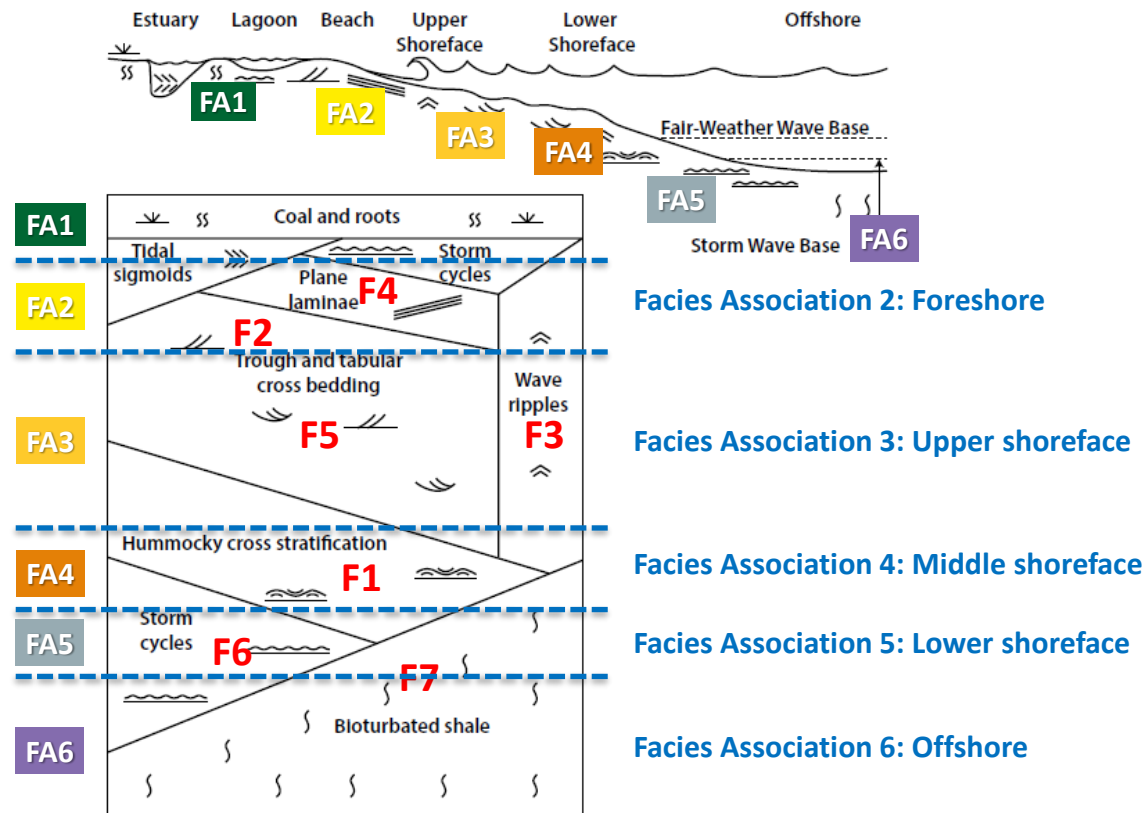 Estuary Lagoon Beach Upper Lower Offshore
Shoreface Shoreface
FA1
FA2
FA3
FA4
Fair-Weather Wave Base
FA5
Storm Wave Base
FA6
FA1
Coal and roots
Tidal
sigmoids
Storm
cycles
FA2
Plane
laminae
F4
F2
Facies Association 2: Foreshore
Trough and tabular
cross bedding
Wave
ripples
FA3
F5
F3
Facies Association 3: Upper shoreface
Hummocky cross stratification
FA4
F1
Facies Association 4: Middle shoreface
Storm
cycles
FA5
F6
F7
Facies Association 5: Lower shoreface
Bioturbated shale
FA6
Facies Association 6: Offshore